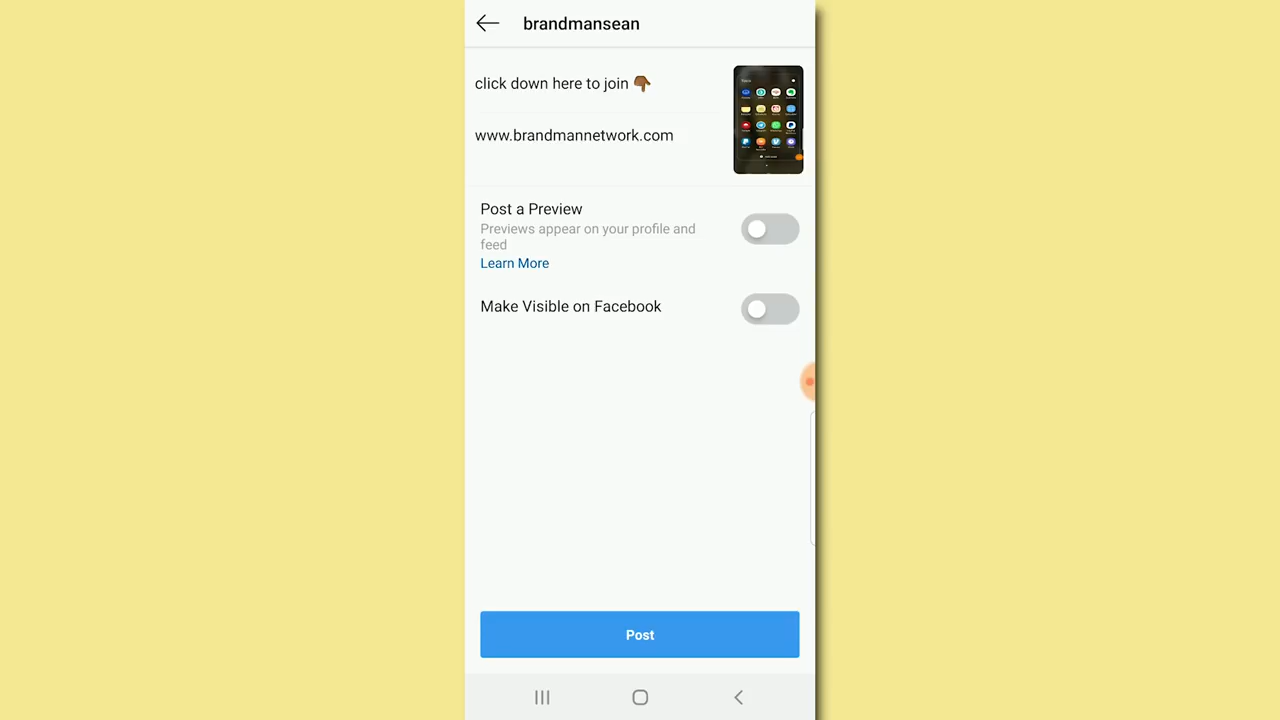 brandmansean
click down here to join 👇🏾
www.brandmannetwork.com
Post a Preview
Previews appear on your profile and
feed
Learn More
Make Visible on Facebook
Post